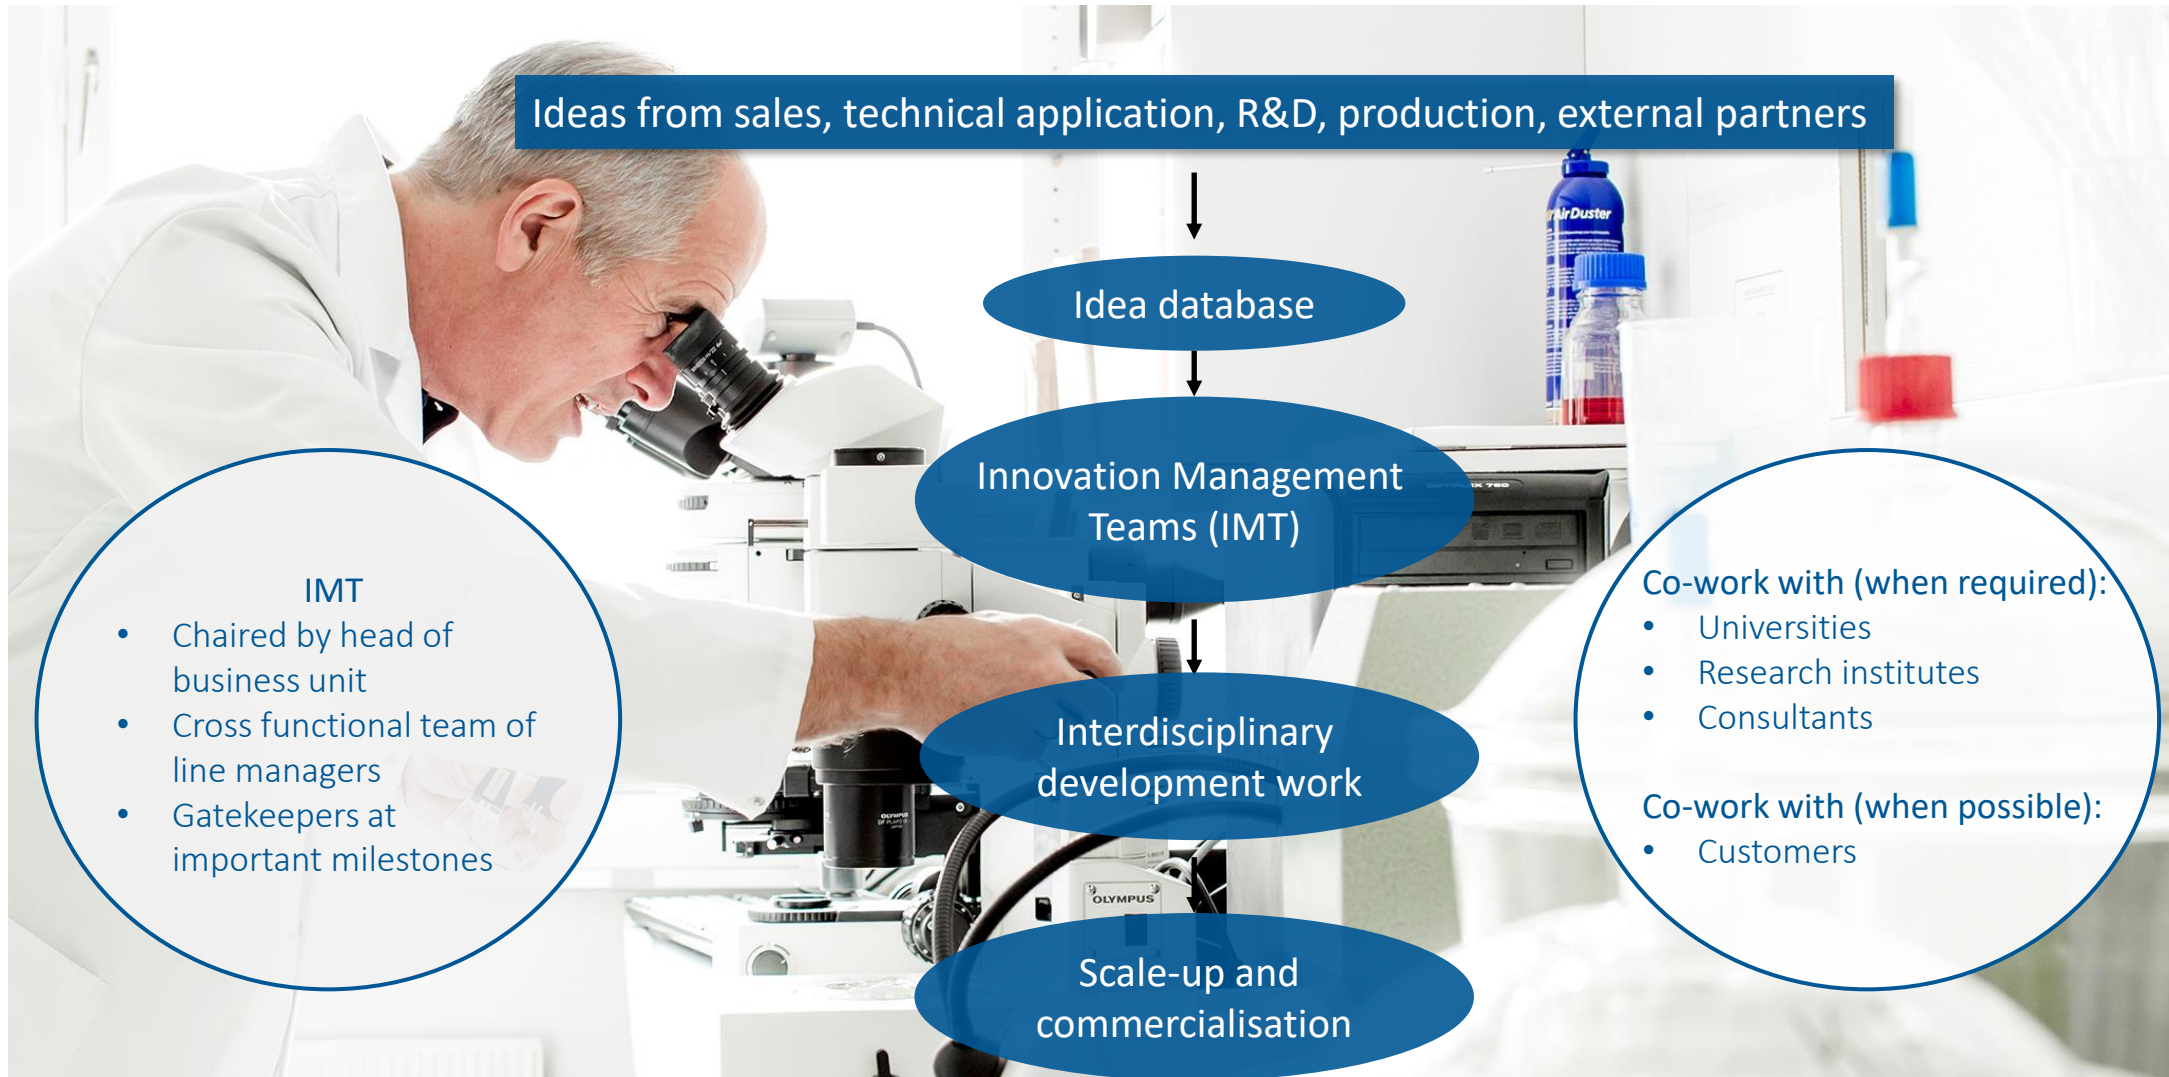 Ideas from sales, technical application, R&D, production, external partners
AirDuster
Idea database
Innovation Management
Teams (IMT)
IMT
• Chaired by head of
business unit
• Cross functional team of
line managers
• Gatekeepers at
important milestones
Interdisciplinary
development work
Scale-up and
commercialisation
Co-work with (when required):
• Universities
• Research institutes
• Consultants
Co-work with (when possible):
• Customers
OLYMPUS